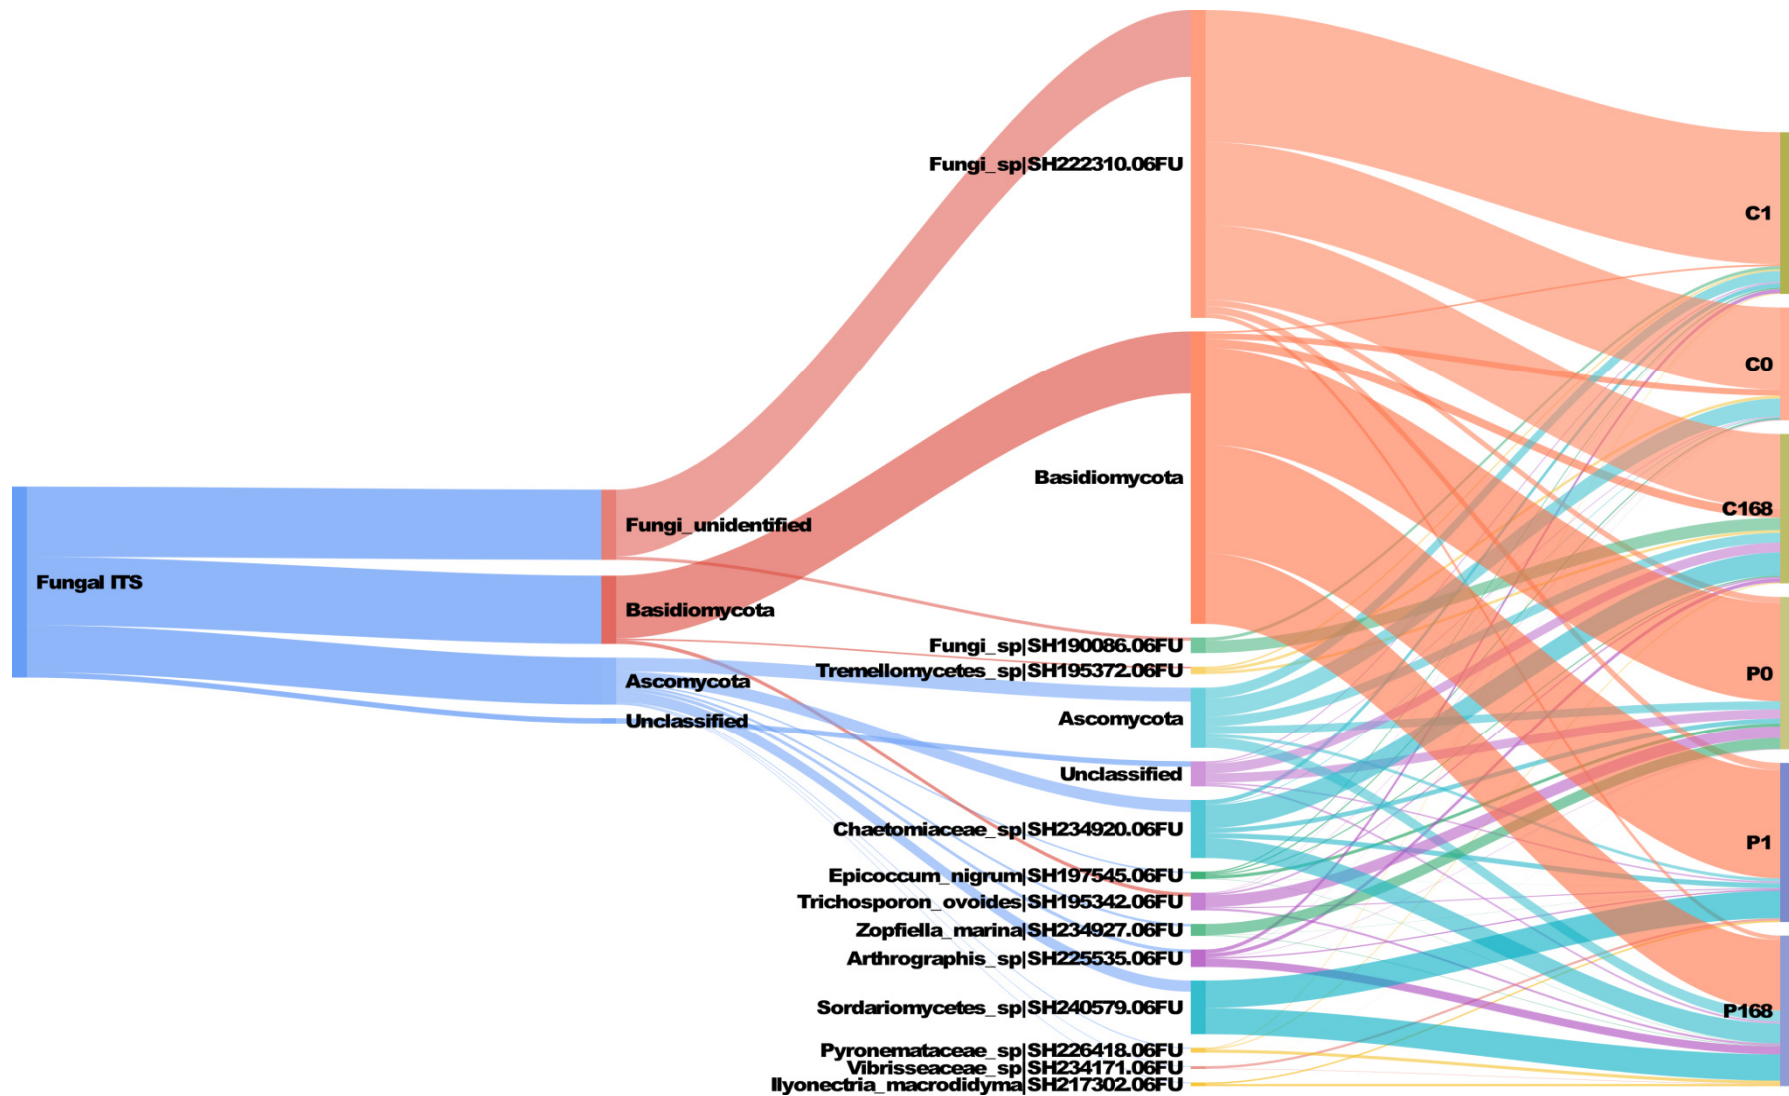 Fungal ITS
Fungi_unidentified
Basidiomycota
Ascomycota
Unclassified
Fungi_sp|SH222310.06FU
Basidiomycota
Fungi_sp|SH190086.06FU
Tremellomycetes_sp|SH195372.06FU
Ascomycota
Unclassified
Chaetomiaceae_sp|SH234920.06FU
Epicoccum_nigrum|SH197545.06FU
Trichosporon_ovoides|SH195342.06FU
Zopfiella_marina|SH234927.06FU
Arthrographis_sp|SH225535.06FU
Sordariomycetes_sp|SH240579.06FU
Pyronemataceae_sp|SH226418.06FU
Vibrisseaceae_sp|SH234171.06FU
Ilyonectria_macrodidyma|SH217302.06FU
C1
C0
C168
P0
P1
P168